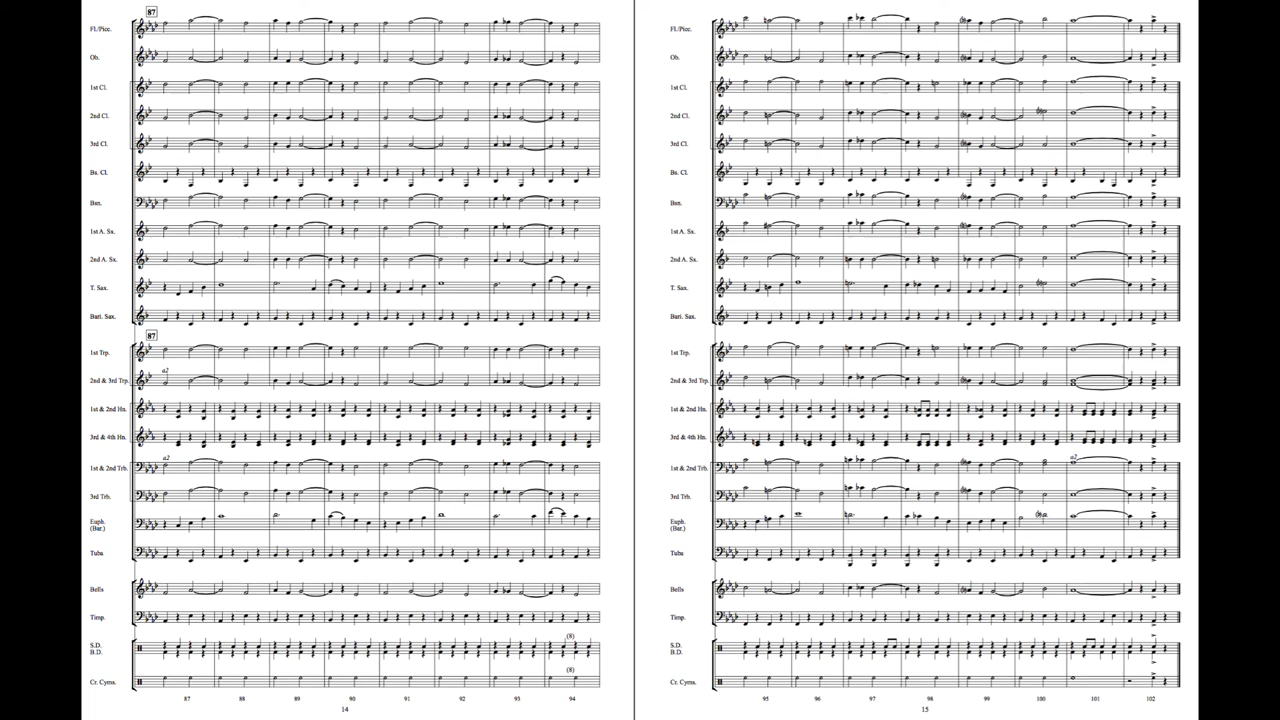 87
Fl./Picc.
Ob.
1st Cl.
2nd Cl.
3rd Cl.
Bs. Cl.
Bsn.
1st A. Sx.
2nd A. Sx.
T. Sax.
Bari. Sax.
87
1st Trp.
a2
2nd & 3rd Trp.
1st & 2nd Hn.
3rd & 4th Hn.
a2
1st & 2nd Trb.
3rd Trb.
Euph.
(Bar.)
Tuba
Bells
Timp.
(8)
S.D.
B.D.
(8)
Cr. Cyms.
87 88 89 90 91 92 93 94
14
Fl./Picc.
Ob.
1st Cl.
2nd Cl.
3rd Cl.
Bs. Cl.
Bsn.
1st A. Sx.
2nd A. Sx.
T. Sax.
Bari. Sax.
1st Trp.
2nd & 3rd Trp.
1st & 2nd Hn.
3rd & 4th Hn.
a2
1st & 2nd Trb.
3rd Trb.
Euph.
(Bar.)
Tuba
Bells
Timp.
S.D.
B.D.
Cr. Cyms.
95 96 97 98 99 100 101 102
15